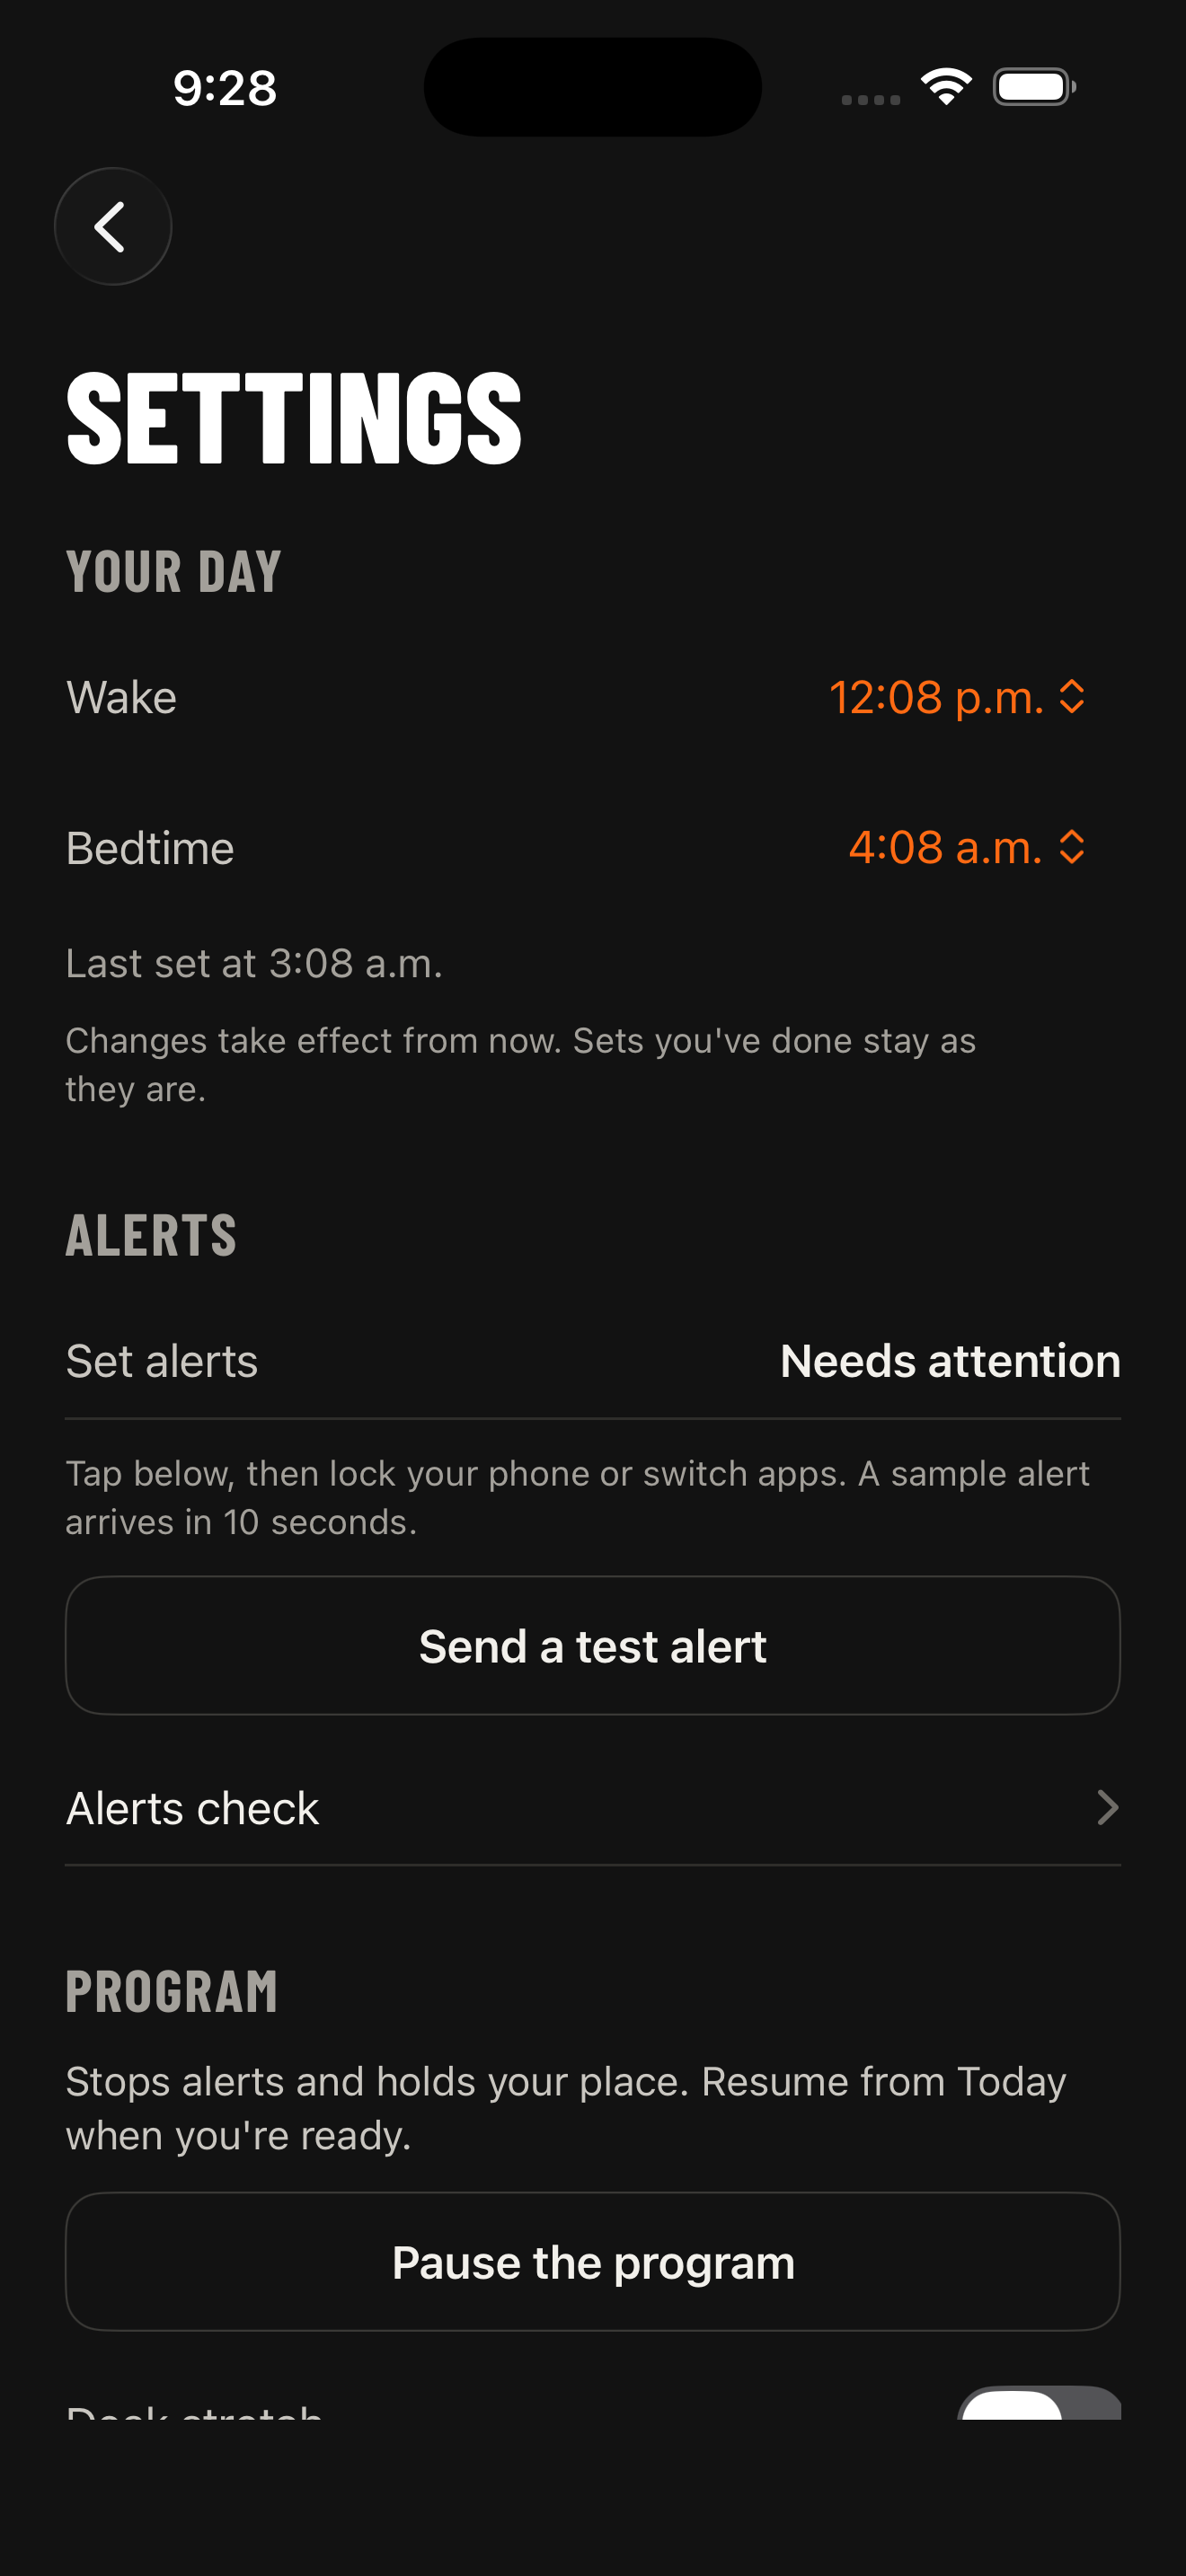 9:28
SETTINGS
YOUR DAY
Wake
12:08 p.m.
Bedtime
4:08 a.m.
Last set at 3:08 a.m.
Changes take effect from now. Sets you've done stay as
they are.
ALERTS
Set alerts
Needs attention
Tap below, then lock your phone or switch apps. A sample alert
arrives in 10 seconds.
Send a test alert
Alerts check
PROGRAM
Stops alerts and holds your place. Resume from Today
when you're ready.
Pause the program